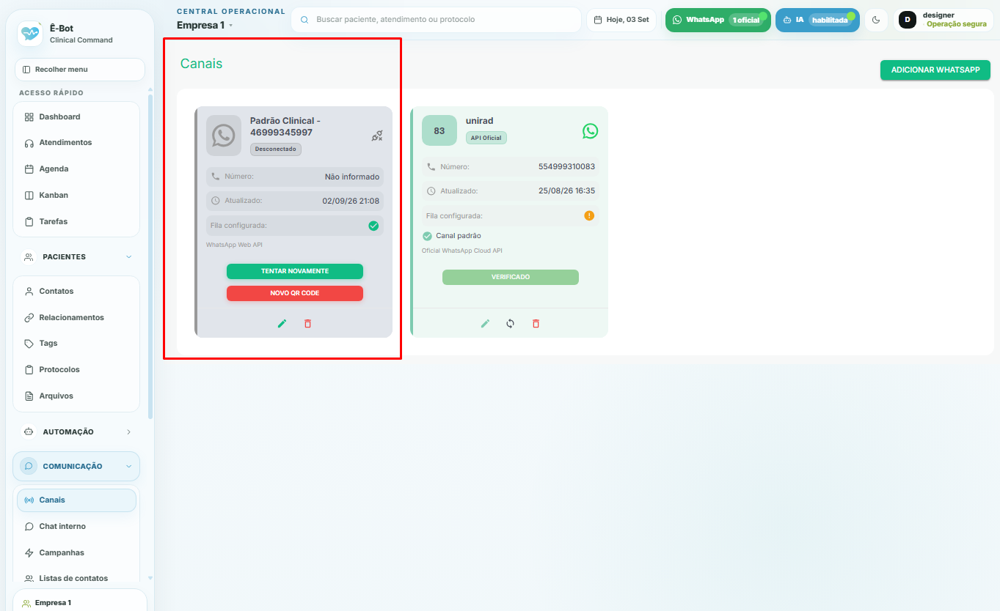 Ê-Bot
Clinical Command
Recolher menu
ACESSO RÁPIDO
Dashboard
Atendimentos
Agenda
Kanban
Tarefas
PACIENTES
Contatos
Relacionamentos
Tags
Protocolos
Arquivos
AUTOMAÇÃO
COMUNICAÇÃO
Canais
Chat interno
Campanhas
Listas de contatos
Empresa 1
CENTRAL OPERACIONAL
Empresa 1
Buscar paciente, atendimento ou protocolo
Hoje, 03 Set
WhatsApp 1 oficial
IA habilitada
D
designer
Operação segura
Canais
ADICIONAR WHATSAPP
Padrão Clinical -
46999345997
Desconectado
Número: Não informado
Atualizado: 02/09/26 21:08
Fila configurada:
WhatsApp Web API
TENTAR NOVAMENTE
NOVO QR CODE
83
unirad
API Oficial
Número: 554999310083
Atualizado: 25/08/26 16:35
Fila configurada:
Canal padrão
Oficial WhatsApp Cloud API
VERIFICADO